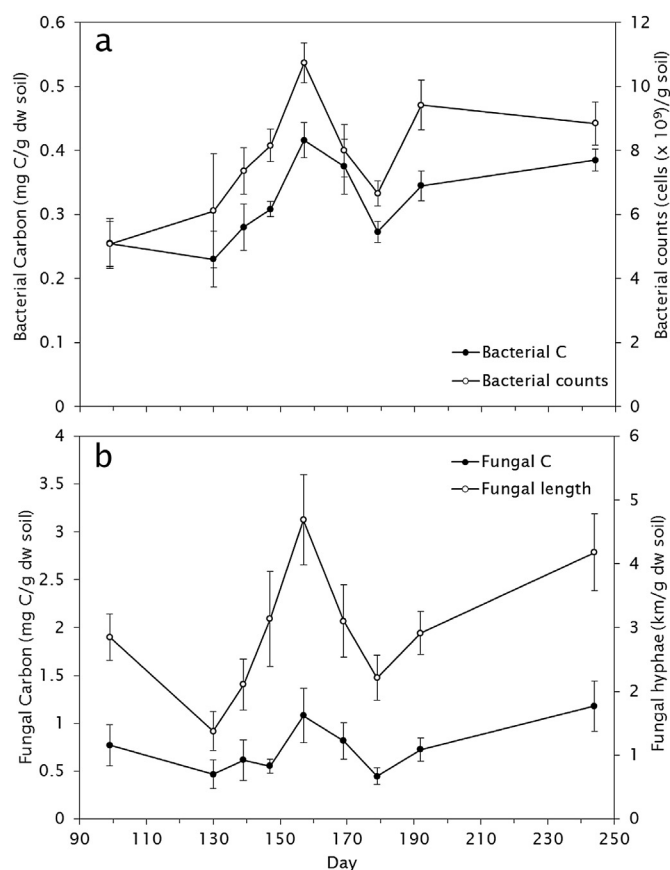 a
0.6
0.5
0.4
0.3
0.2
0.1
0
Bacterial Carbon (mg C/g dw soil)
12
10
8
6
4
2
0
Bacterial counts (cells (x 10⁹)/g soil)
Bacterial C
Bacterial counts
b
4
3.5
3
2.5
2
1.5
1
0.5
0
Fungal Carbon (mg C/g dw soil)
6
5
4
3
2
1
0
Fungal hyphae (km/g dw soil)
Fungal C
Fungal length
90 110 130 150 170 190 210 230 250
Day